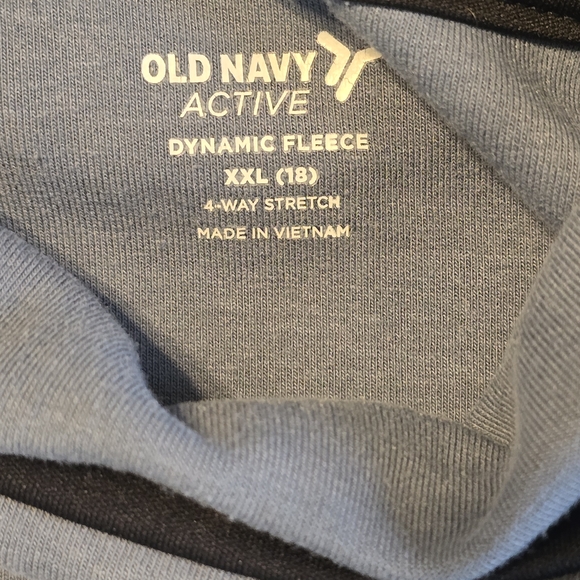 OLD NAVY
ACTIVE
DYNAMIC FLEECE
XXL (18)
4-WAY STRETCH
MADE IN VIETNAM